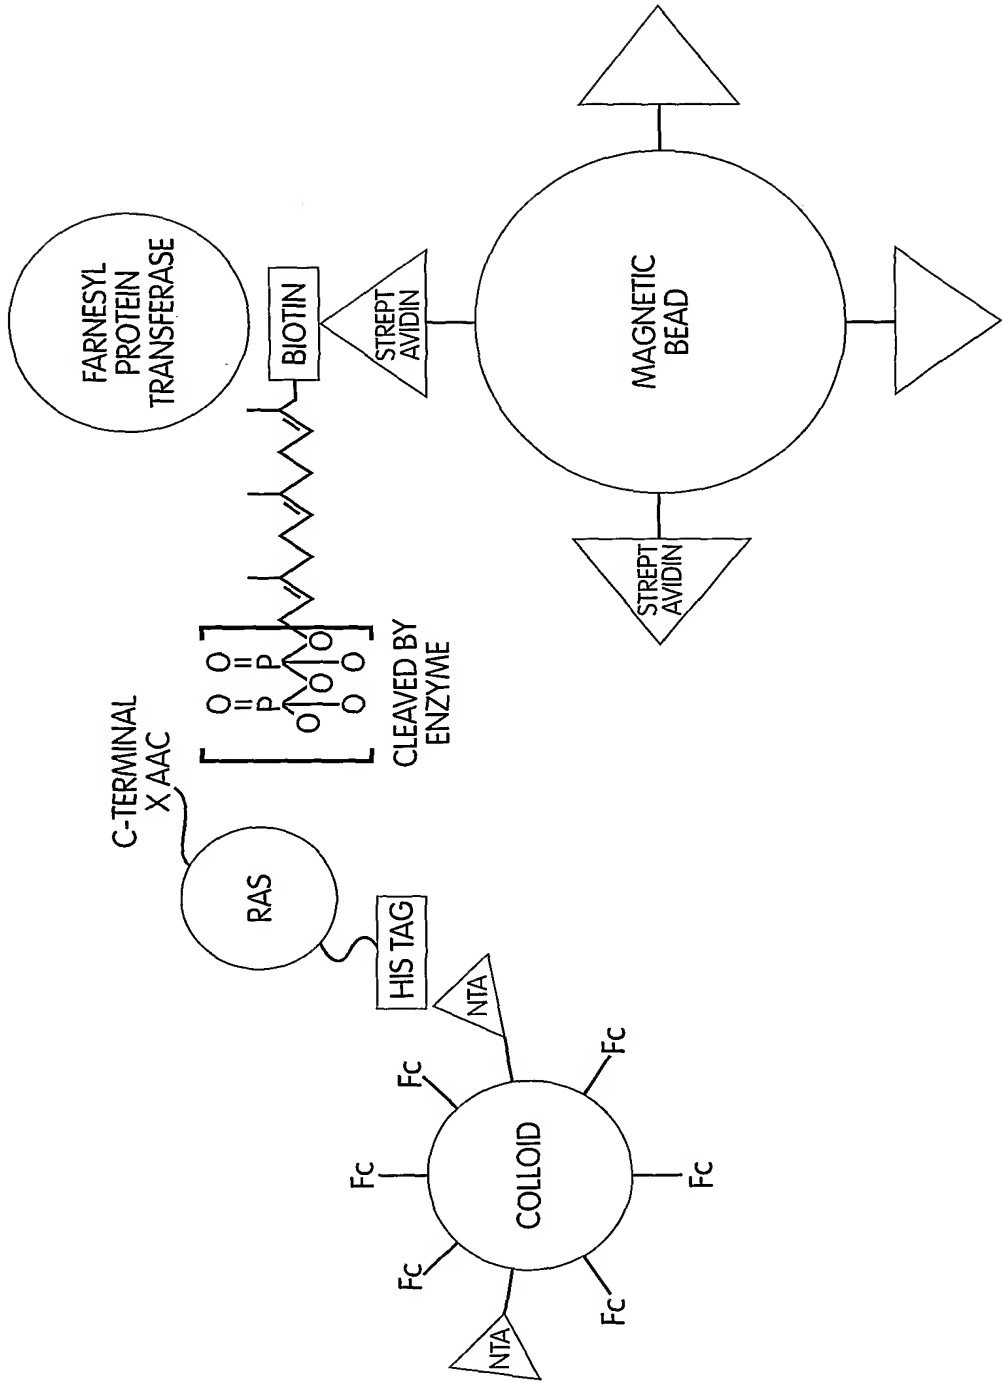 FARNESYL
PROTEIN
TRANSFERASE
C-TERMINAL
X AAC
RAS
O O
P P
O O O
O O
BIOTIN
CLEAVED BY
ENZYME
HIS TAG
STREPT
AVIDIN
Fc
Fc
Fc
NTA
NTA
COLLOID
Fc
Fc
Fc
STREPT
AVIDIN
MAGNETIC
BEAD